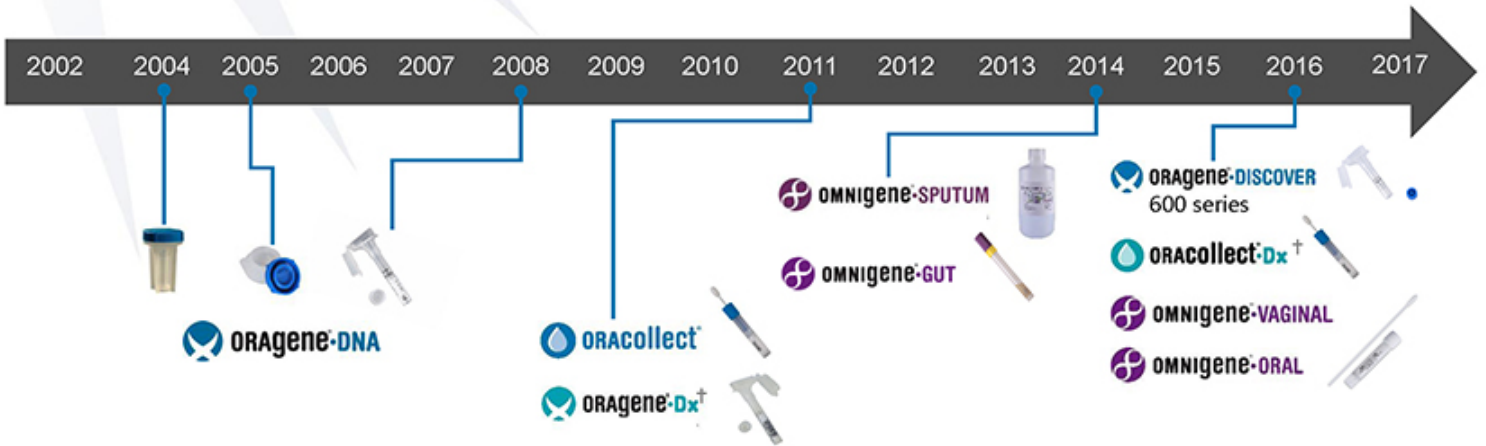 2002 2004 2005 2006 2007 2008 2009 2010 2011 2012 2013 2014 2015 2016 2017
ORAgene•DNA
ORAcollect
ORAgene•Dx†
OMNIgene•SPUTUM
OMNIgene•GUT
ORAgene•DISCOVER
600 series
ORAcollect•Dx†
OMNIgene•VAGINAL
OMNIgene•ORAL